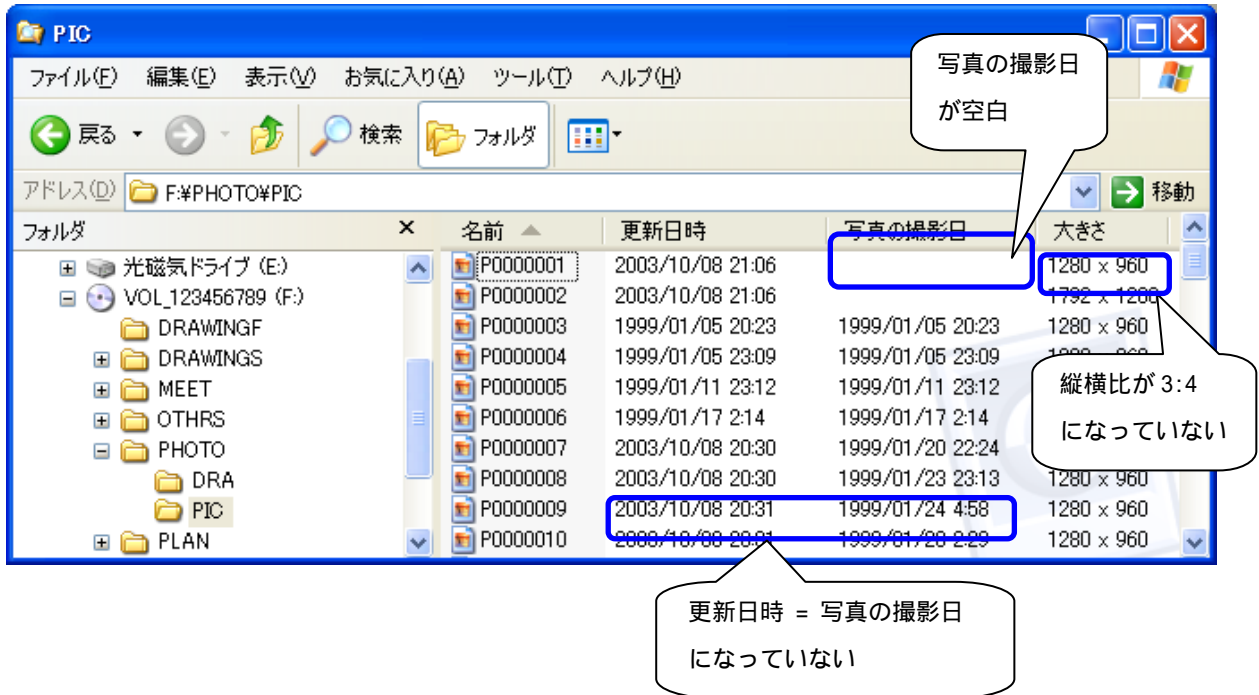 PIC
ファイル(F) 編集(E) 表示(V) お気に入り(A) ツール(T) ヘルプ(H)
写真の撮影日
が空白
戻る 検索 フォルダ
アドレス(D) F:¥PHOTO¥PIC 移動
フォルダ × 名前 更新日時 写真の撮影日 大きさ
光磁気ドライブ (E:)
VOL_123456789 (F:)
DRAWINGF
DRAWINGS
MEET
OTHRS
PHOTO
DRA
PIC
PLAN
P0000001 2003/10/08 21:06 1280 x 960
P0000002 2003/10/08 21:06 1792 x 1200
P0000003 1999/01/05 20:23 1999/01/05 20:23 1280 x 960
P0000004 1999/01/05 23:09 1999/01/05 23:09
P0000005 1999/01/11 23:12 1999/01/11 23:12
P0000006 1999/01/17 2:14 1999/01/17 2:14
P0000007 2003/10/08 20:30 1999/01/20 22:24
P0000008 2003/10/08 20:30 1999/01/23 23:13 1280 x 960
P0000009 2003/10/08 20:31 1999/01/24 4:58 1280 x 960
P0000010 2003/10/08 20:31 1999/01/28 2:29 1280 x 960
縦横比が 3:4
になっていない
更新日時 = 写真の撮影日
になっていない